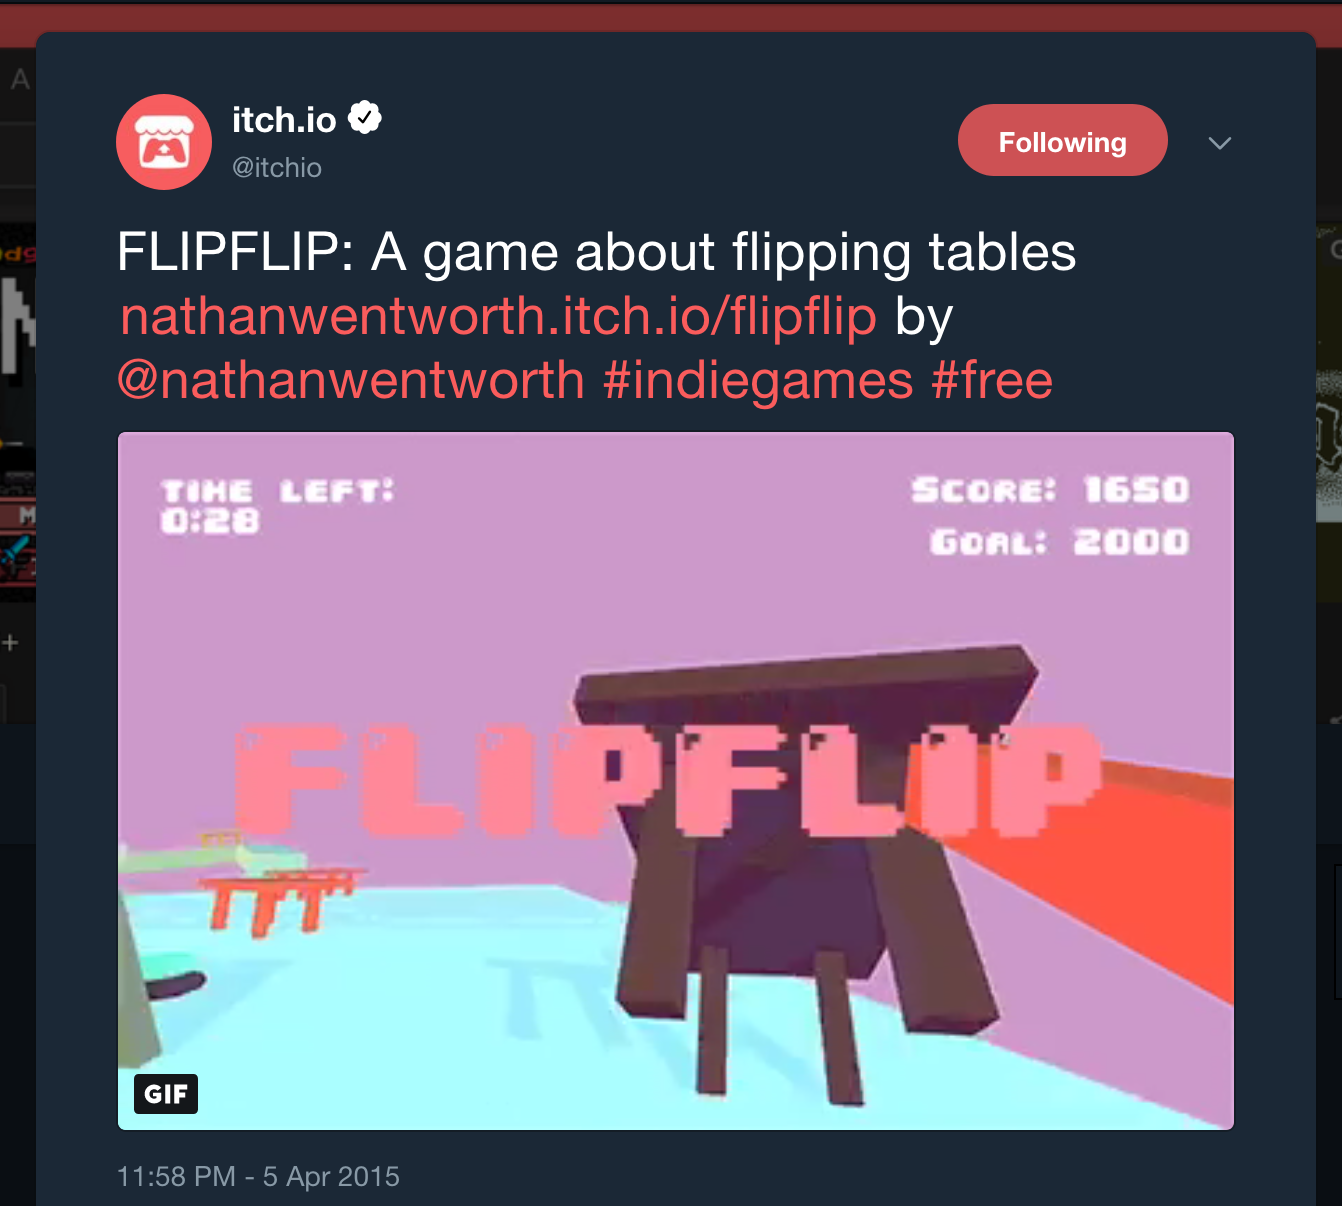 itch.io
@itchio
Following
FLIPFLIP: A game about flipping tables
nathanwentworth.itch.io/flipflip by
@nathanwentworth #indiegames #free
TIME LEFT:
0:28
SCORE: 1650
GOAL: 2000
FLIPFLIP
GIF
11:58 PM - 5 Apr 2015